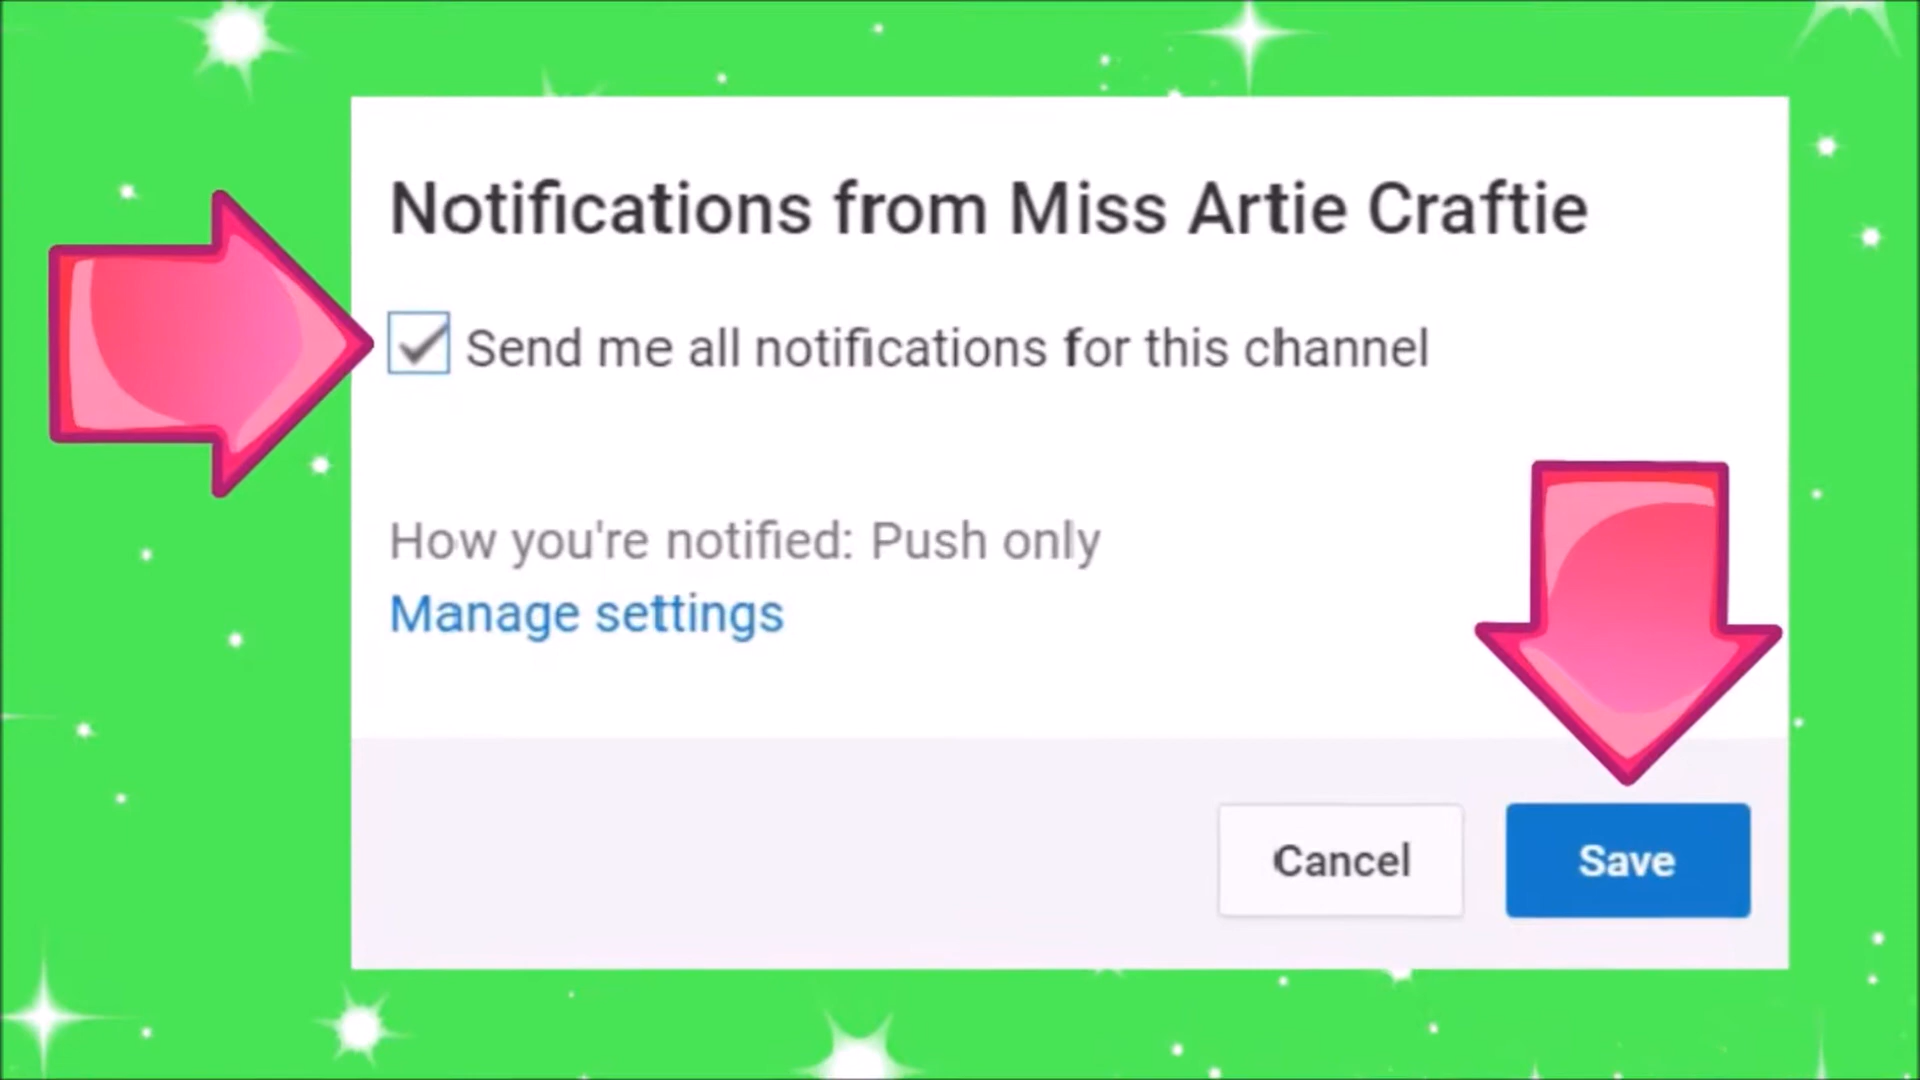 Notifications from Miss Artie Craftie
Send me all notifications for this channel
How you're notified: Push only
Manage settings
Cancel
Save